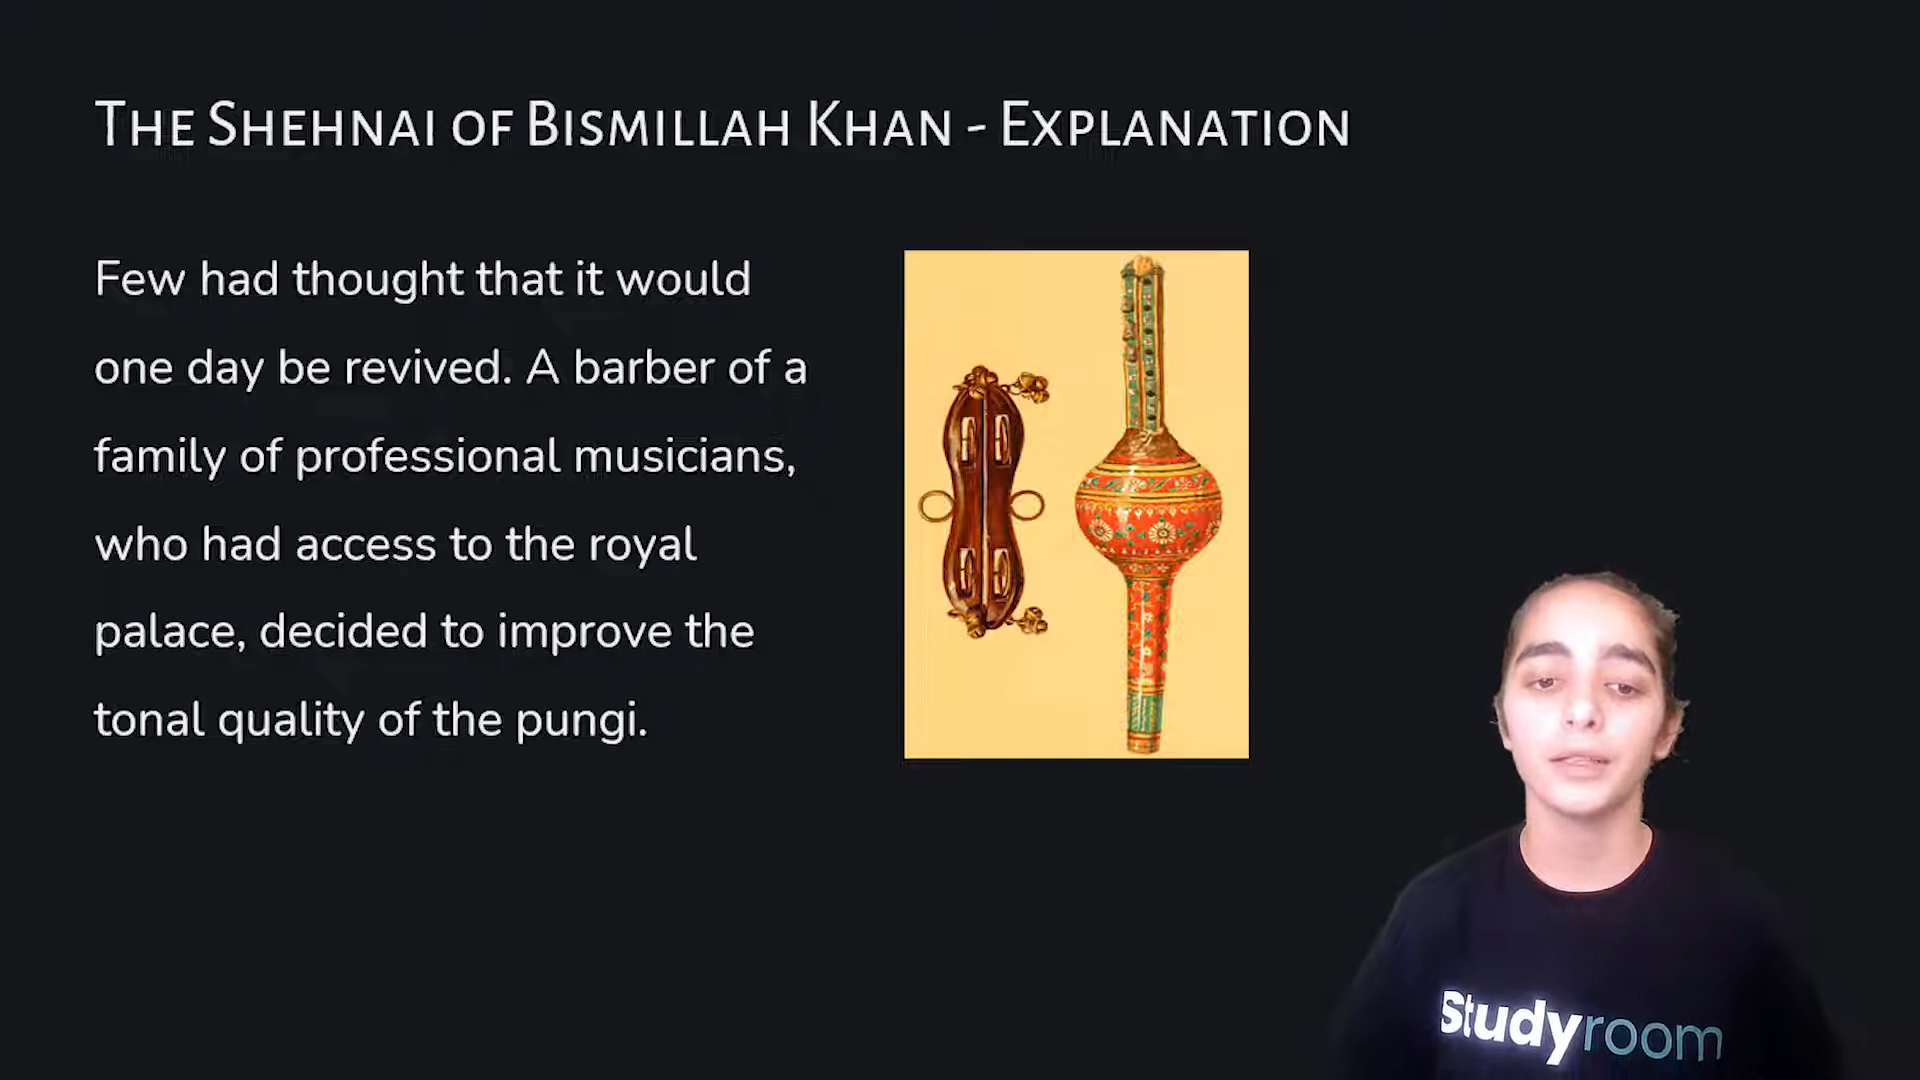 The Shehnai of Bismillah Khan - Explanation
Few had thought that it would
one day be revived. A barber of a
family of professional musicians,
who had access to the royal
palace, decided to improve the
tonal quality of the pungi.
Studyroom